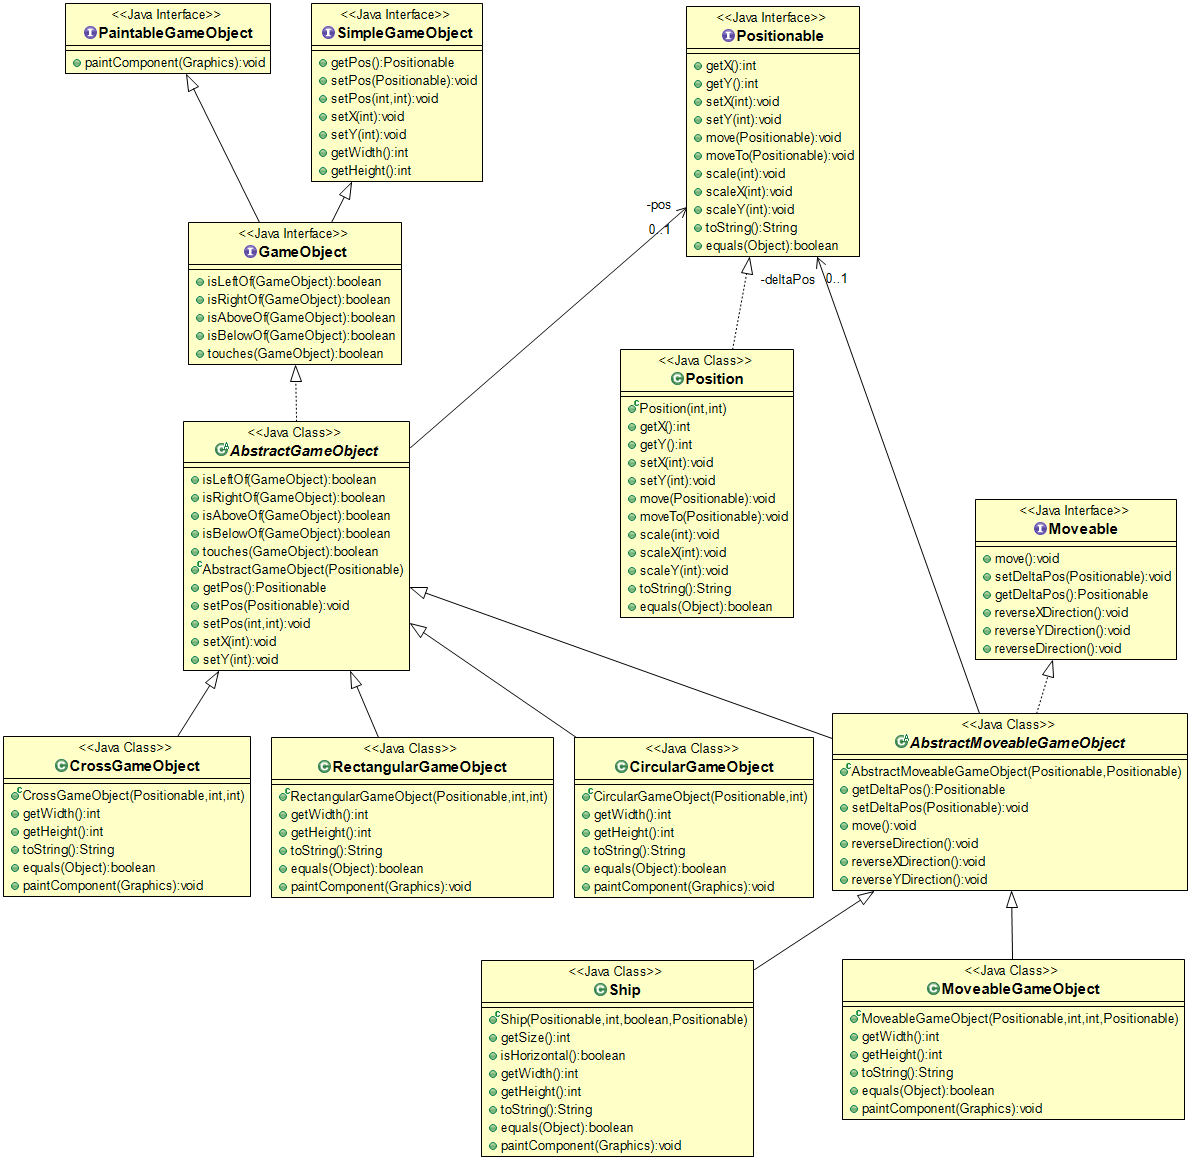 <<Java Interface>>
PaintableGameObject
paintComponent(Graphics):void
<<Java Interface>>
SimpleGameObject
getPos():Positionable
setPos(Positionable):void
setPos(int,int):void
setX(int):void
setY(int):void
getWidth():int
getHeight():int
<<Java Interface>>
Positionable
getX():int
getY():int
setX(int):void
setY(int):void
move(Positionable):void
moveTo(Positionable):void
scale(int):void
scaleX(int):void
scaleY(int):void
toString():String
equals(Object):boolean
-pos
0..1
-deltaPos
0..1
<<Java Interface>>
GameObject
isLeftOf(GameObject):boolean
isRightOf(GameObject):boolean
isAboveOf(GameObject):boolean
isBelowOf(GameObject):boolean
touches(GameObject):boolean
<<Java Class>>
Position
Position(int,int)
getX():int
getY():int
setX(int):void
setY(int):void
move(Positionable):void
moveTo(Positionable):void
scale(int):void
scaleX(int):void
scaleY(int):void
toString():String
equals(Object):boolean
<<Java Class>>
AbstractGameObject
isLeftOf(GameObject):boolean
isRightOf(GameObject):boolean
isAboveOf(GameObject):boolean
isBelowOf(GameObject):boolean
touches(GameObject):boolean
AbstractGameObject(Positionable)
getPos():Positionable
setPos(Positionable):void
setPos(int,int):void
setX(int):void
setY(int):void
<<Java Interface>>
Moveable
move():void
setDeltaPos(Positionable):void
getDeltaPos():Positionable
reverseXDirection():void
reverseYDirection():void
reverseDirection():void
<<Java Class>>
CrossGameObject
CrossGameObject(Positionable,int,int)
getWidth():int
getHeight():int
toString():String
equals(Object):boolean
paintComponent(Graphics):void
<<Java Class>>
RectangularGameObject
RectangularGameObject(Positionable,int,int)
getWidth():int
getHeight():int
toString():String
equals(Object):boolean
paintComponent(Graphics):void
<<Java Class>>
CircularGameObject
CircularGameObject(Positionable,int)
getWidth():int
getHeight():int
toString():String
equals(Object):boolean
paintComponent(Graphics):void
<<Java Class>>
AbstractMoveableGameObject
AbstractMoveableGameObject(Positionable,Positionable)
getDeltaPos():Positionable
setDeltaPos(Positionable):void
move():void
reverseDirection():void
reverseXDirection():void
reverseYDirection():void
<<Java Class>>
Ship
Ship(Positionable,int,boolean,Positionable)
getSize():int
isHorizontal():boolean
getWidth():int
getHeight():int
toString():String
equals(Object):boolean
paintComponent(Graphics):void
<<Java Class>>
MoveableGameObject
MoveableGameObject(Positionable,int,int,Positionable)
getWidth():int
getHeight():int
toString():String
equals(Object):boolean
paintComponent(Graphics):void